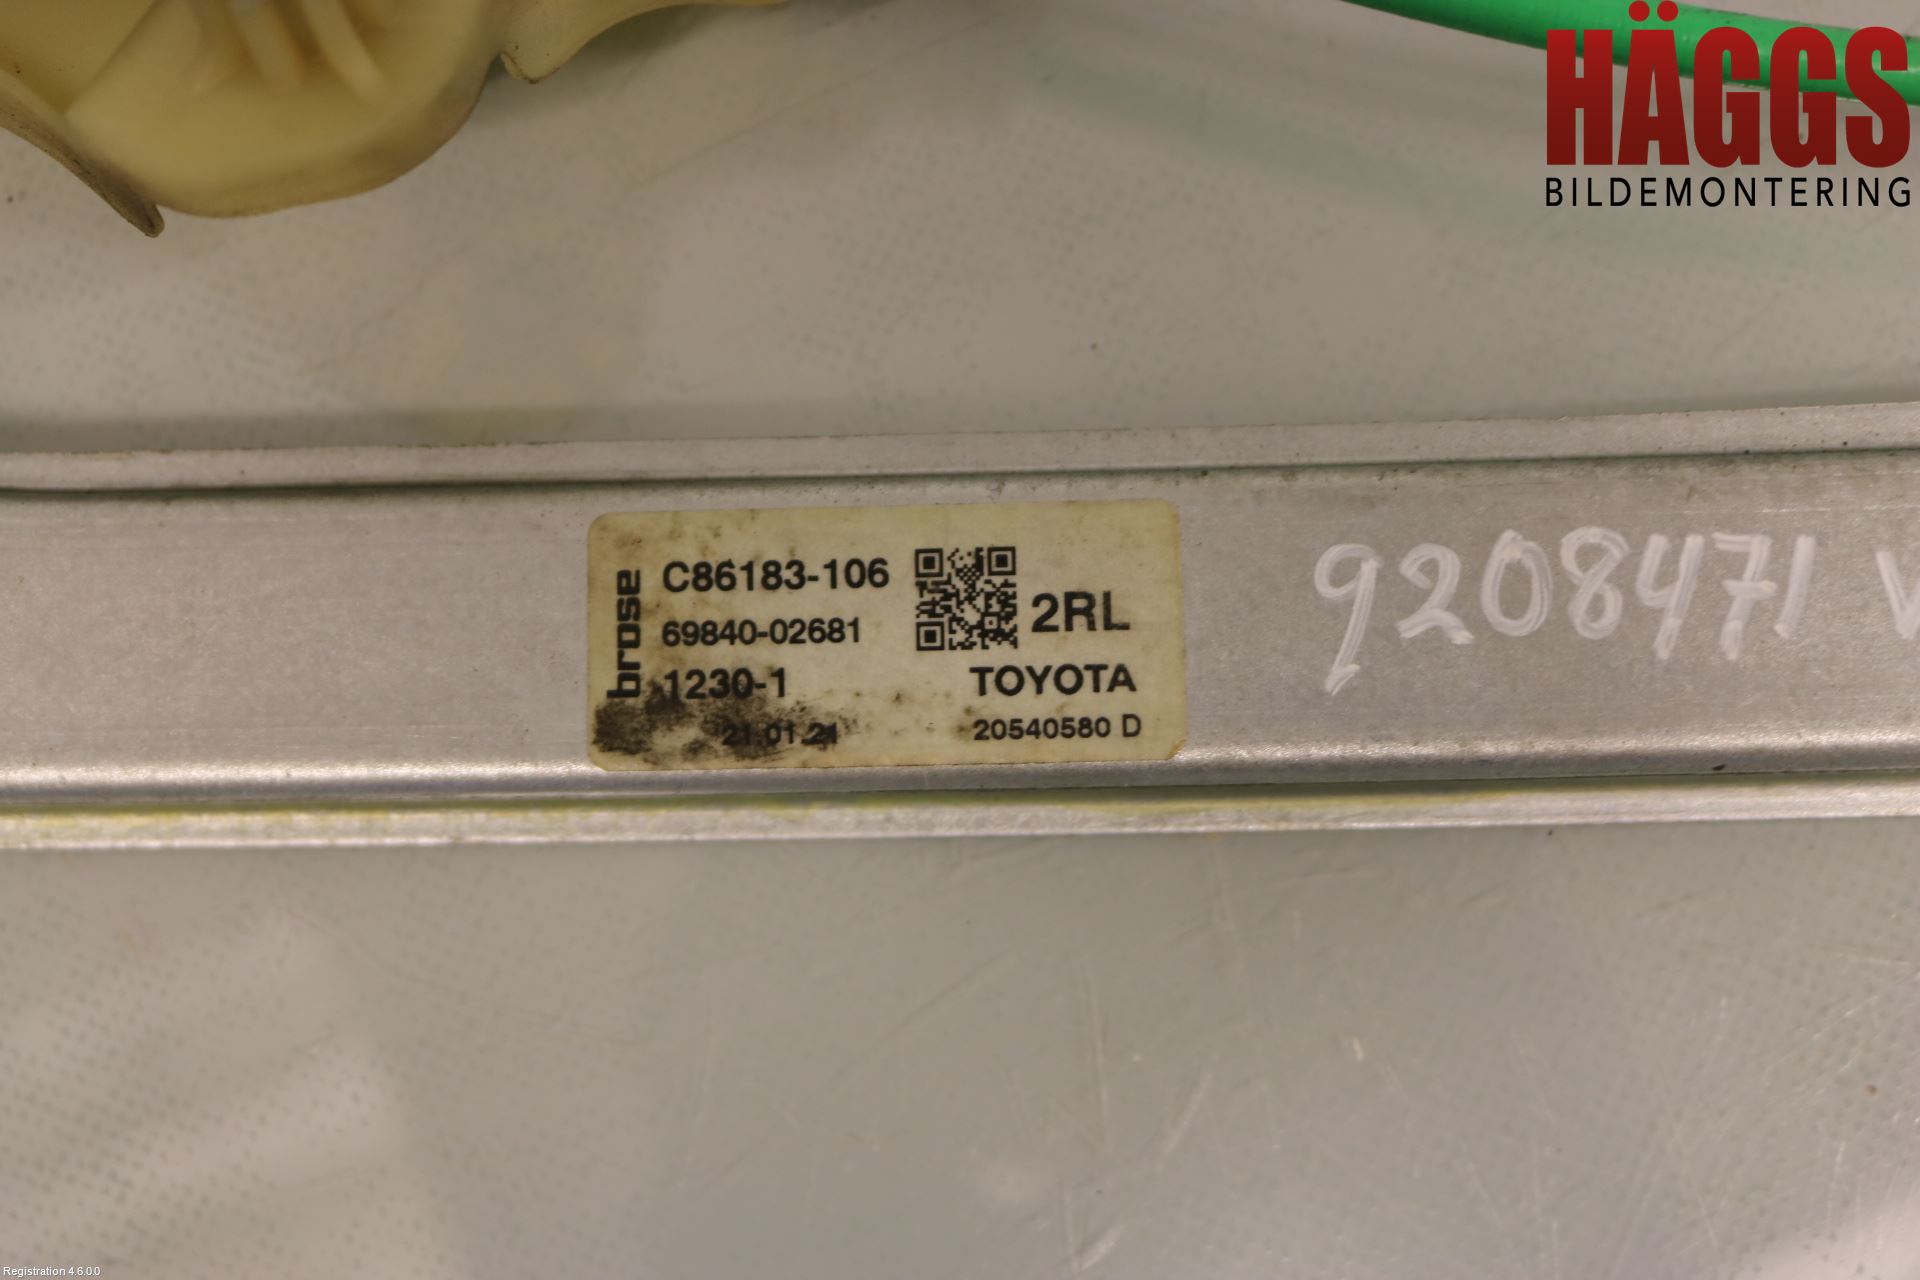 HÄGGS
BILDEMONTERING
brose
C86183-106
69840-02681
1230-1
21.01.21
2RL
TOYOTA
20540580 D
9208471 V
Registration 4.6.0.0